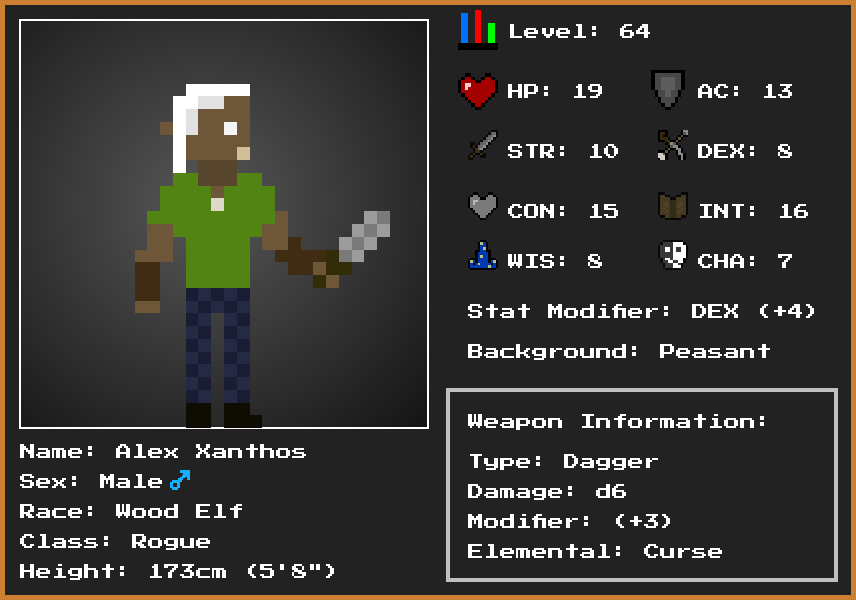 Level: 64
HP: 19 AC: 13
STR: 10 DEX: 8
CON: 15 INT: 16
WIS: 8 CHA: 7
Stat Modifier: DEX (+4)
Background: Peasant
Weapon Information:
Type: Dagger
Damage: d6
Modifier: (+3)
Elemental: Curse
Name: Alex Xanthos
Sex: Male ♂
Race: Wood Elf
Class: Rogue
Height: 173cm (5'8")